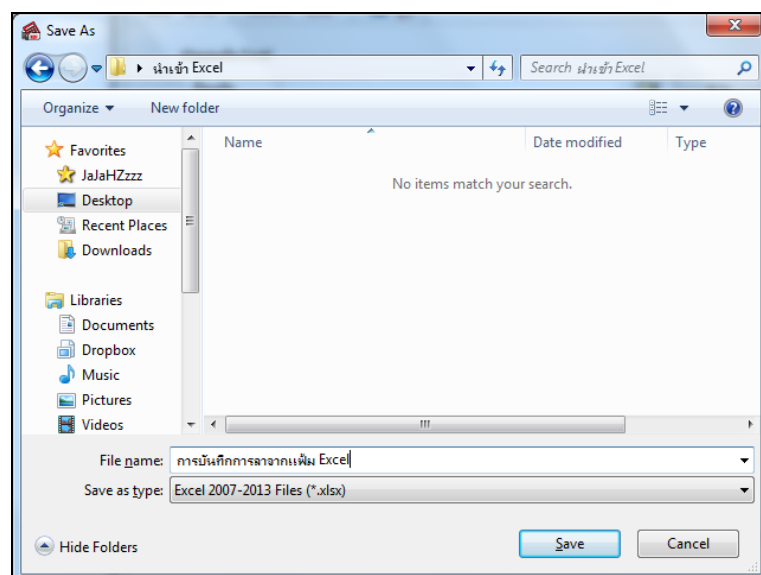 Save As
นำเข้า Excel
Search นำเข้า Excel
Organize
New folder
Name
Date modified
Type
No items match your search.
Favorites
JaJaHZzzz
Desktop
Recent Places
Downloads
Libraries
Documents
Dropbox
Music
Pictures
Videos
File name: การบันทึกการลาจากแฟ้ม Excel
Save as type: Excel 2007-2013 Files (*.xlsx)
Hide Folders
Save
Cancel